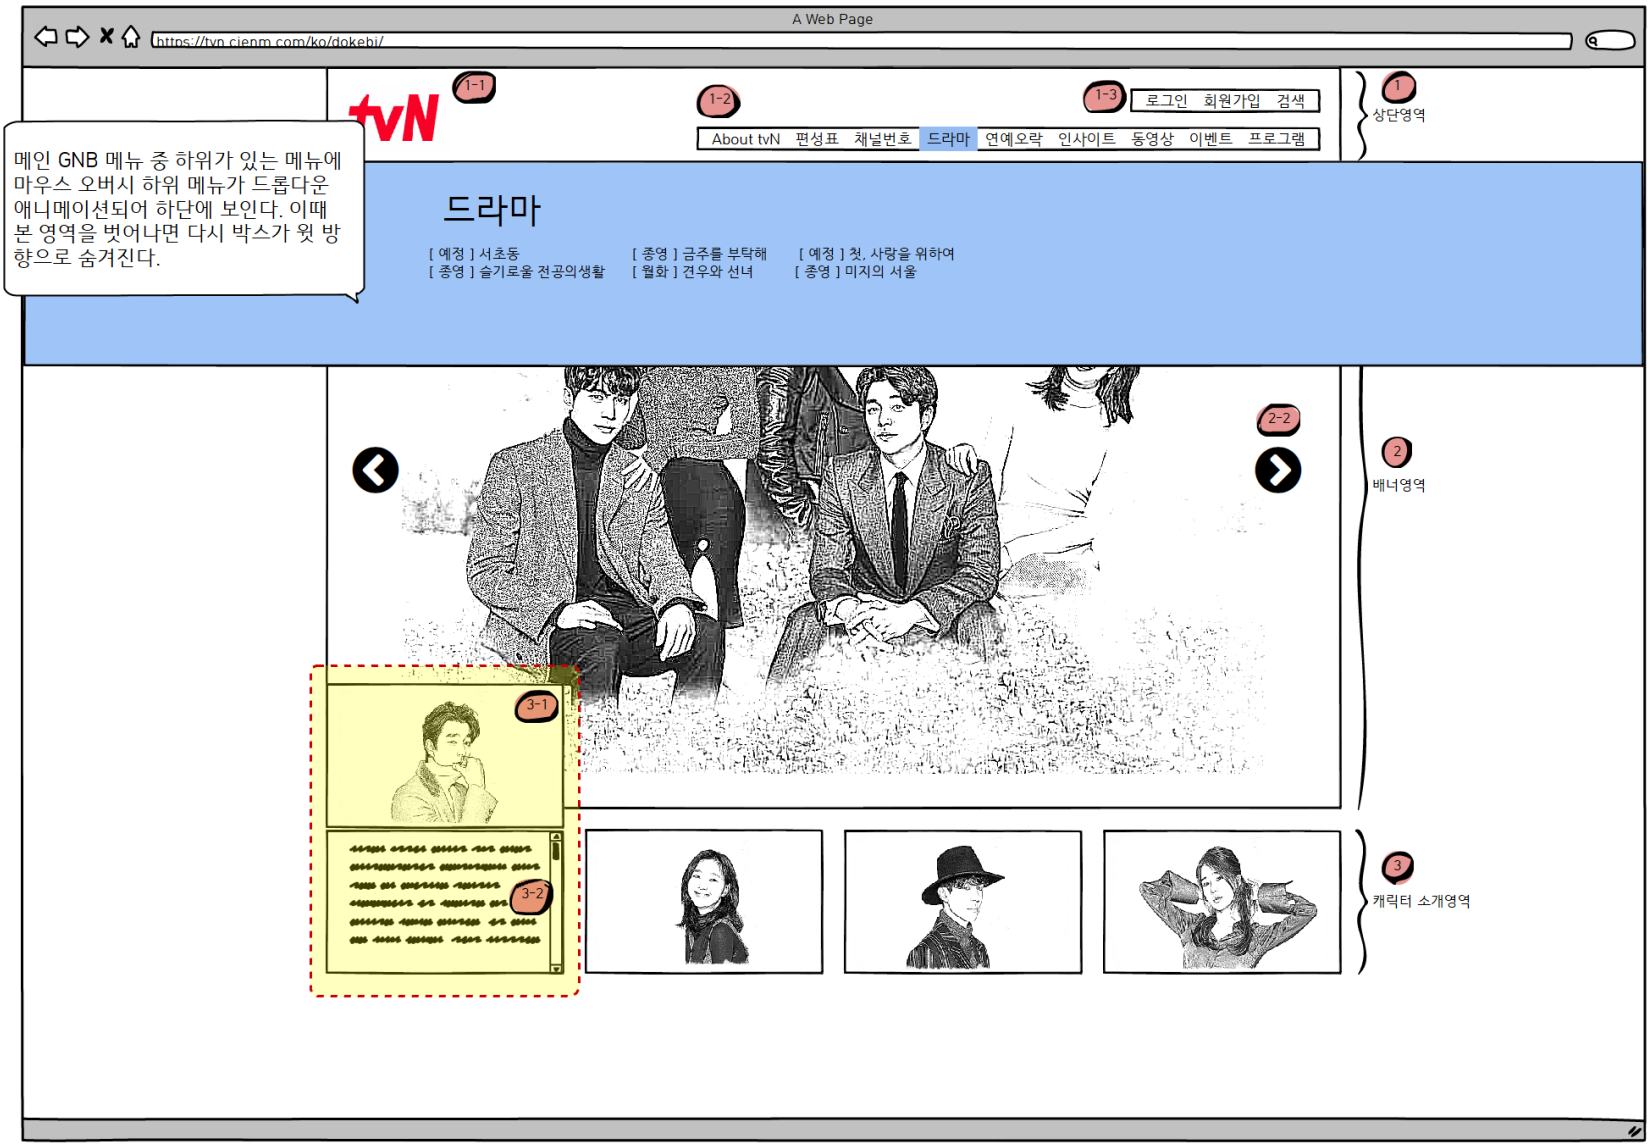 A Web Page
https://tvn.cjenm.com/ko/dokebi/
tvN
1-1
1-2
1-3
로그인 회원가입 검색
1
상단영역
About tvN 편성표 채널번호 드라마 연예오락 인사이트 동영상 이벤트 프로그램
메인 GNB 메뉴 중 하위가 있는 메뉴에
마우스 오버시 하위 메뉴가 드롭다운
애니메이션되어 하단에 보인다. 이때
본 영역을 벗어나면 다시 박스가 윗 방
향으로 숨겨진다.
드라마
[ 예정 ] 서초동 [ 종영 ] 금주를 부탁해 [ 예정 ] 첫, 사랑을 위하여
[ 종영 ] 슬기로울 전공의생활 [ 월화 ] 견우와 선녀 [ 종영 ] 미지의 서울
2-2
2
배너영역
3-1
3-2
3
캐릭터 소개영역